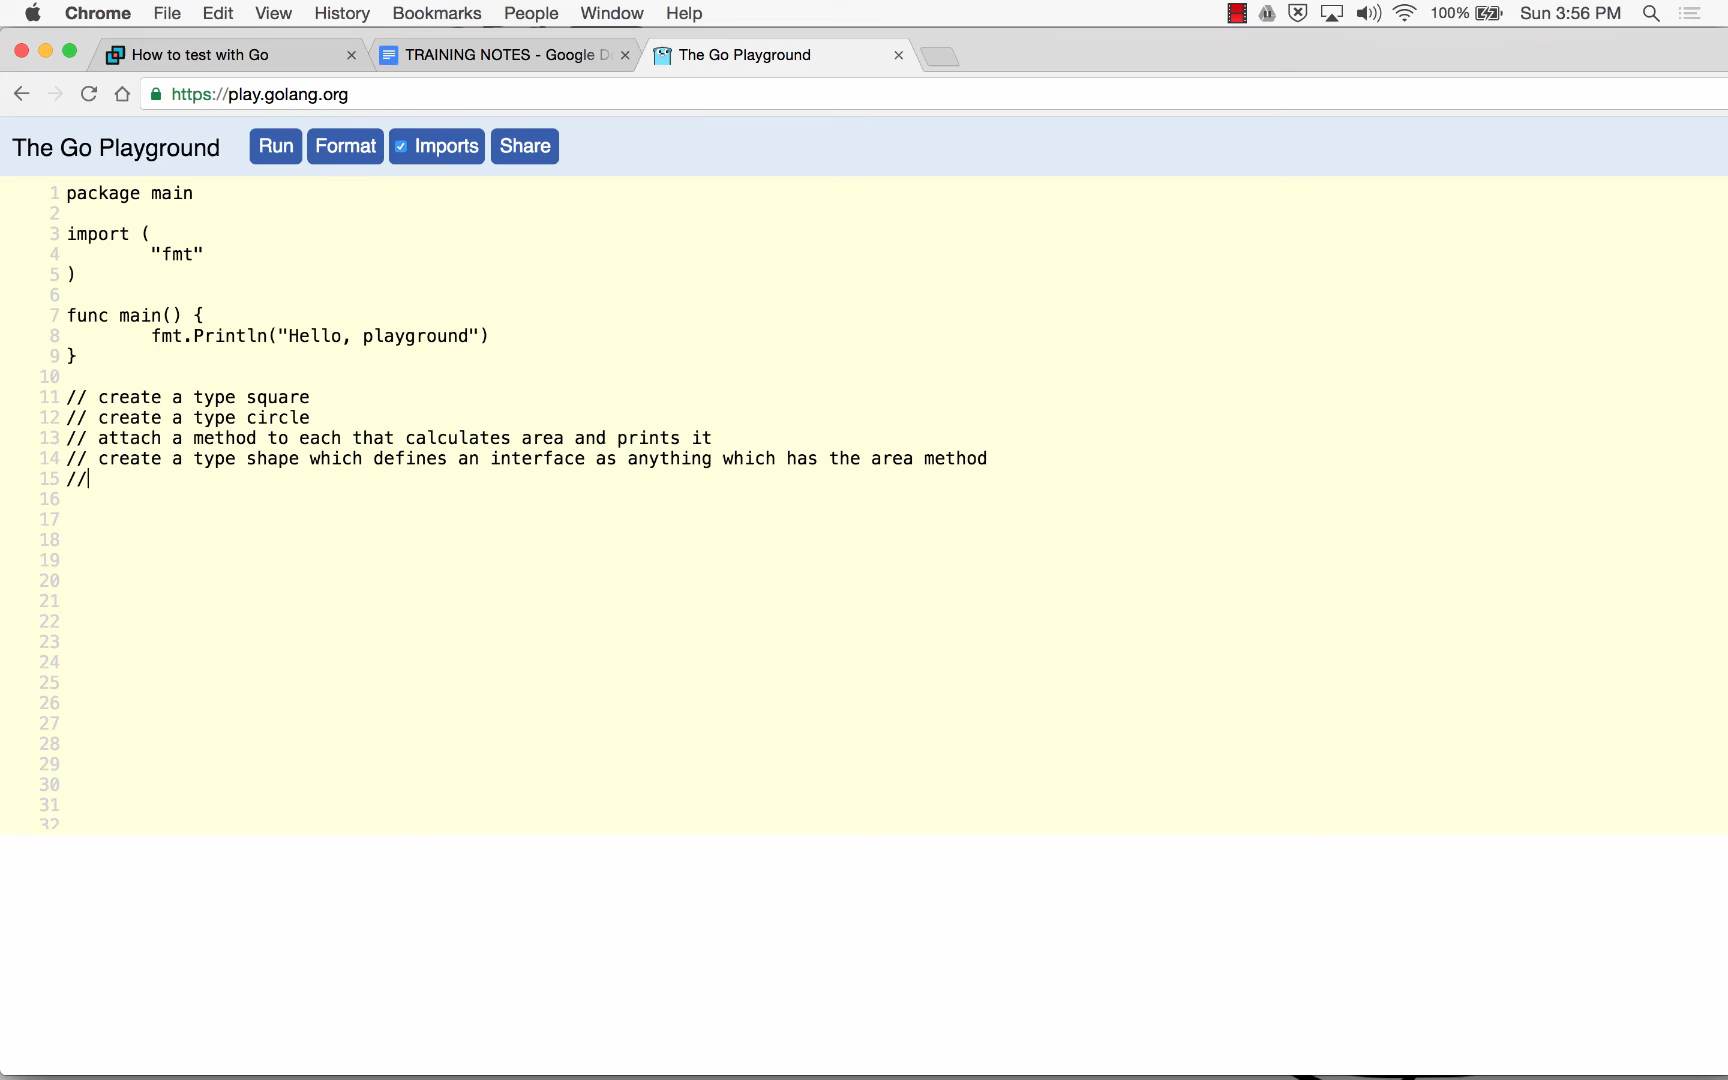 Chrome File Edit View History Bookmarks People Window Help 100% Sun 3:56 PM
How to test with Go TRAINING NOTES - Google D The Go Playground
https://play.golang.org
The Go Playground Run Format Imports Share
1 package main
2
3 import (
4 "fmt"
5 )
6
7 func main() {
8 fmt.Println("Hello, playground")
9 }
10
11 // create a type square
12 // create a type circle
13 // attach a method to each that calculates area and prints it
14 // create a type shape which defines an interface as anything which has the area method
15 //
16
17
18
19
20
21
22
23
24
25
26
27
28
29
30
31
32